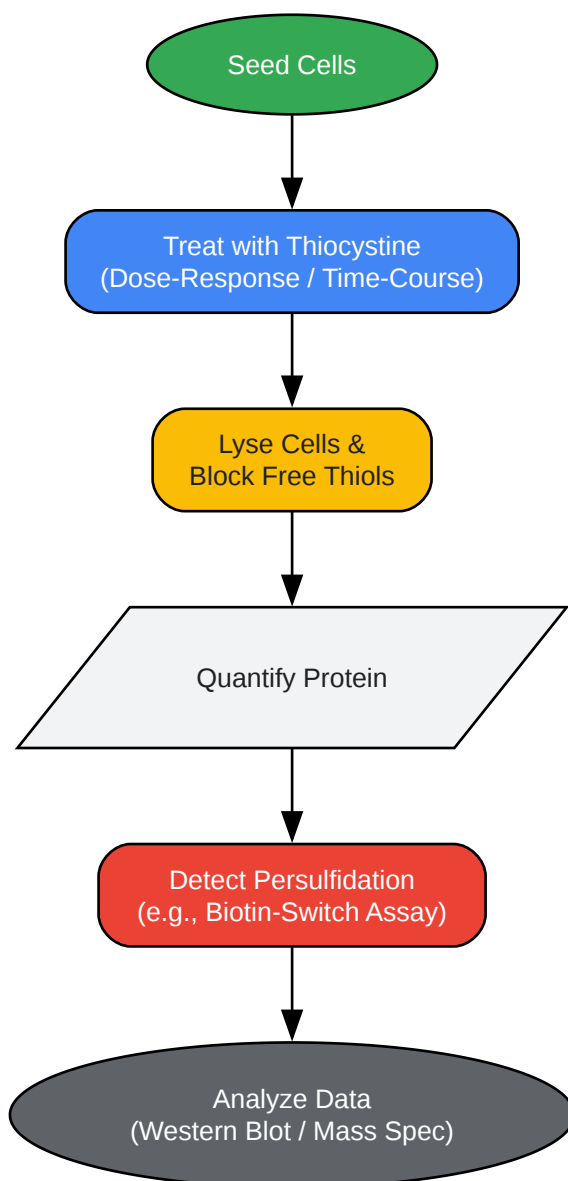 Seed Cells
Treat with Thiocystine
(Dose-Response / Time-Course)
Lyse Cells &
Block Free Thiols
Quantify Protein
Detect Persulfidation
(e.g., Biotin-Switch Assay)
Analyze Data
(Western Blot / Mass Spec)